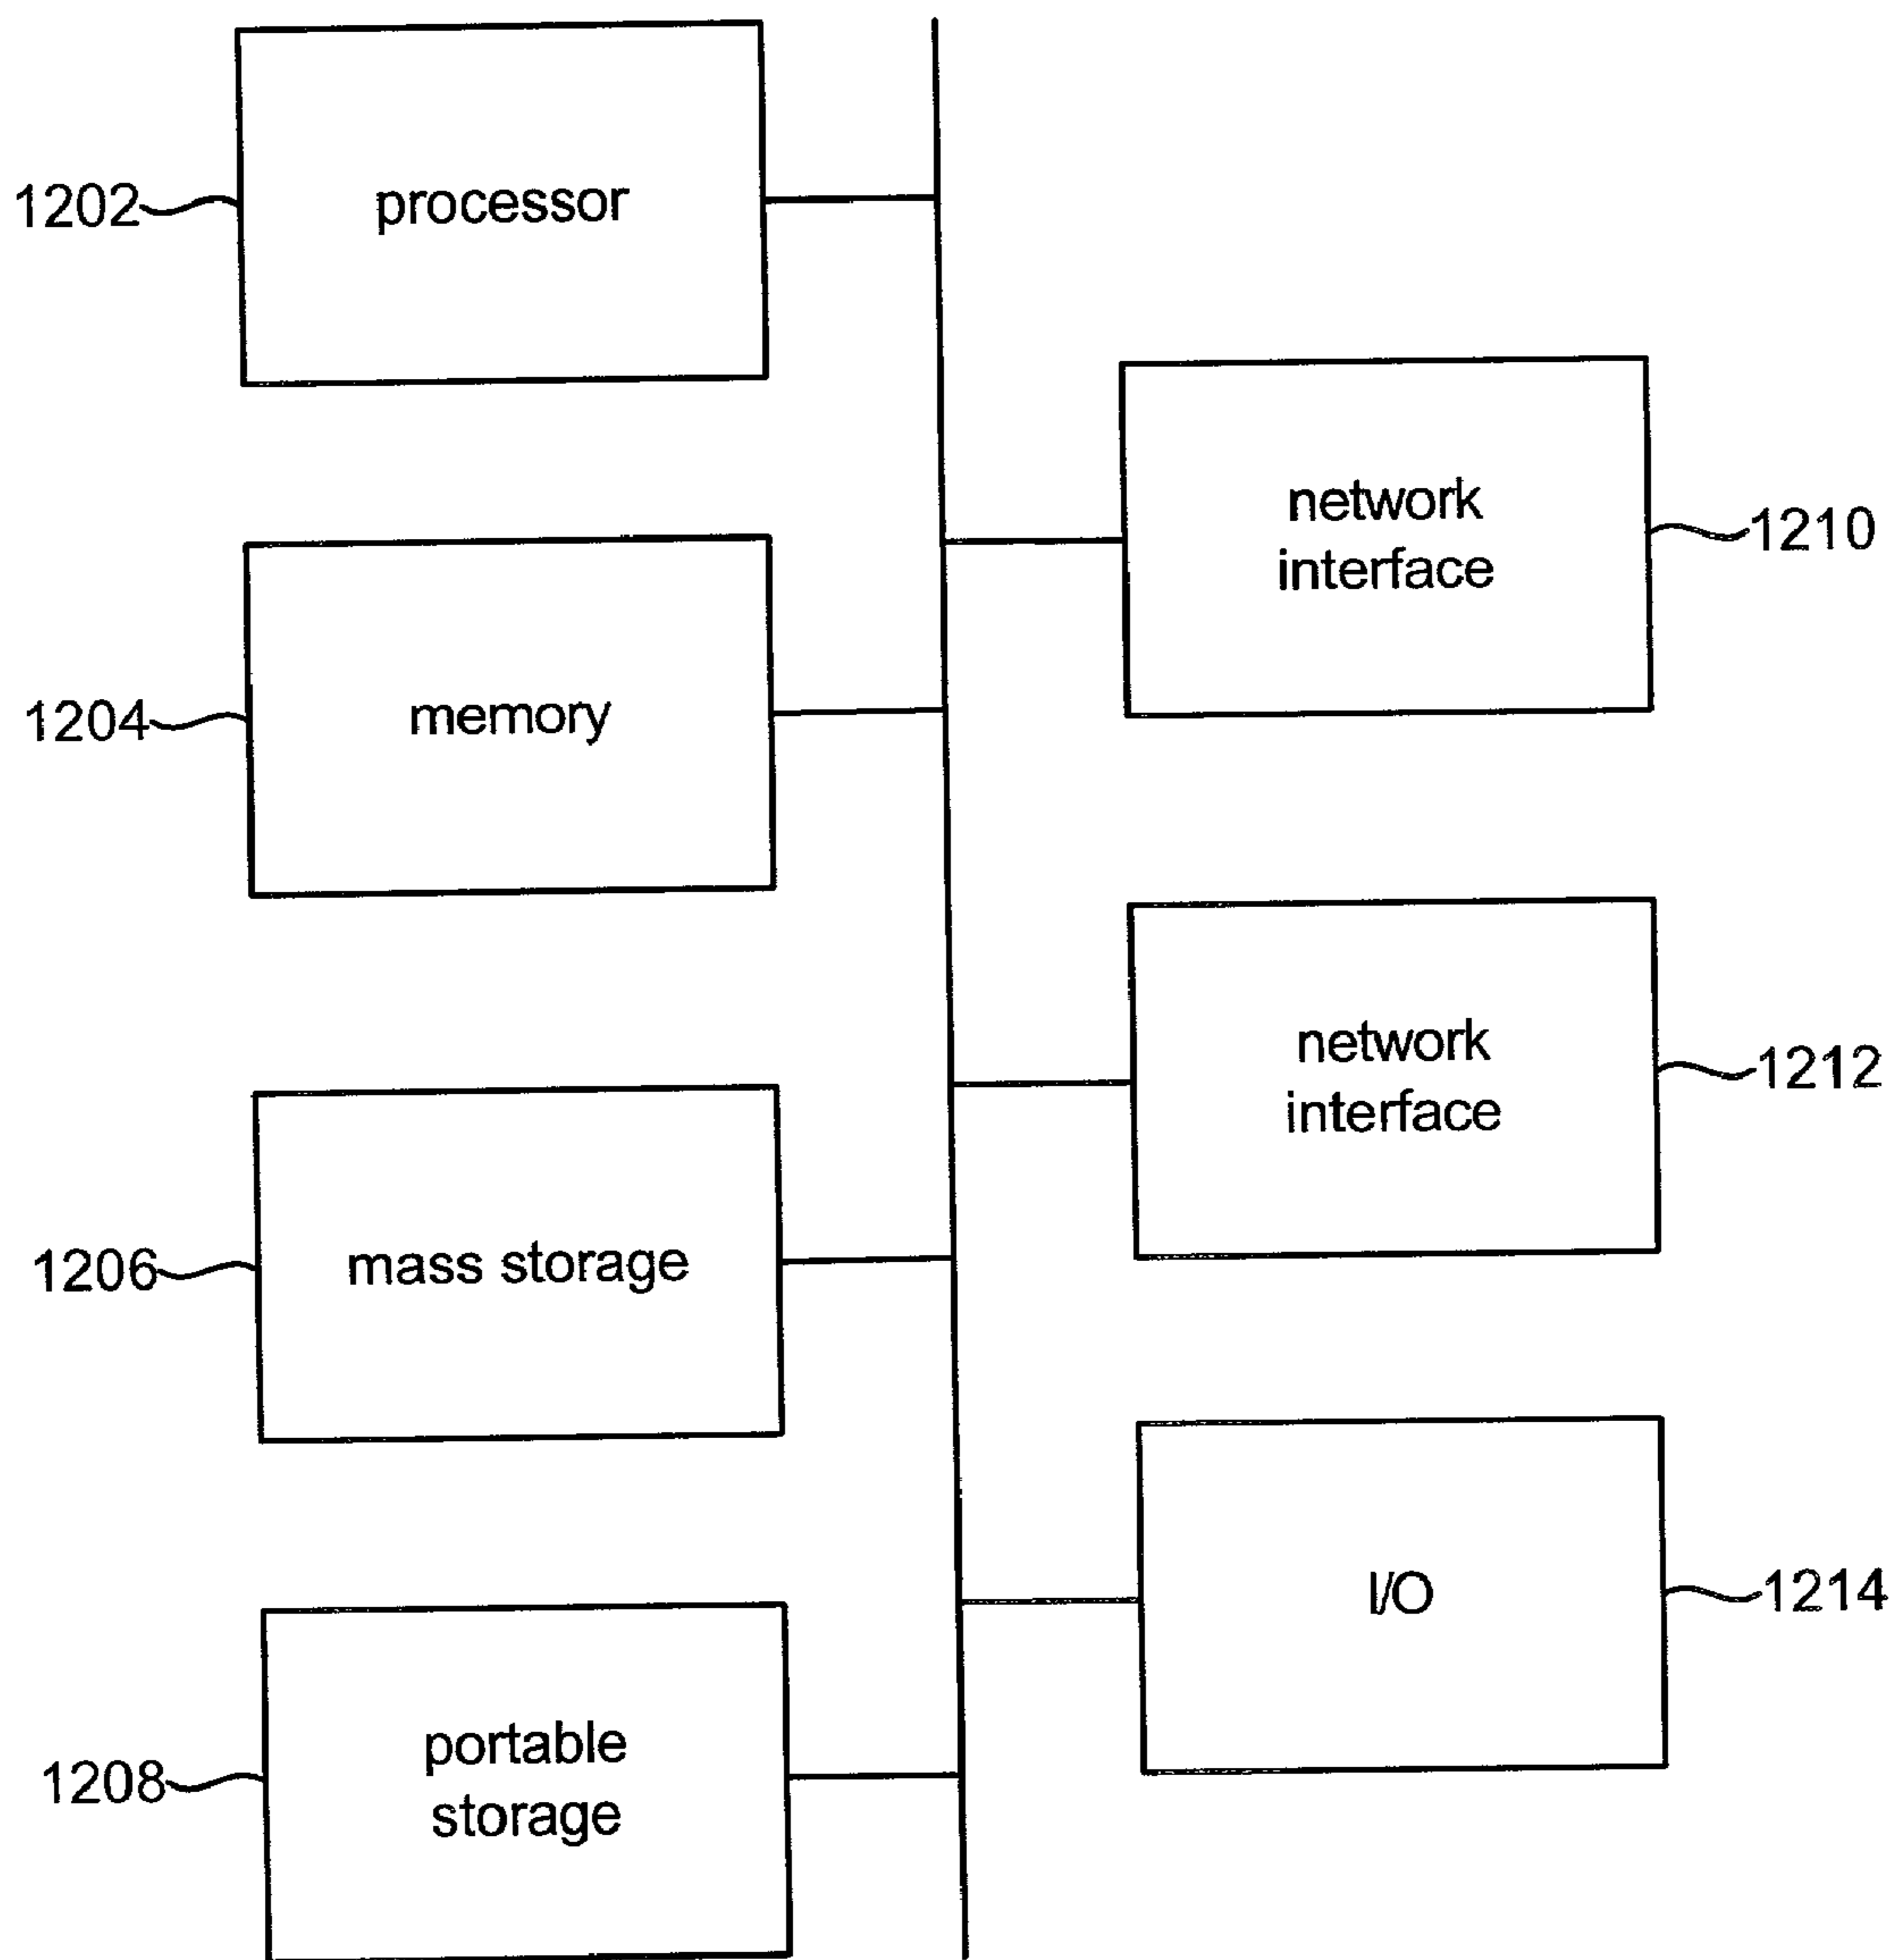 1202
processor
1204
memory
1206
mass storage
1208
portable
storage
network
interface
1210
network
interface
1212
I/O
1214